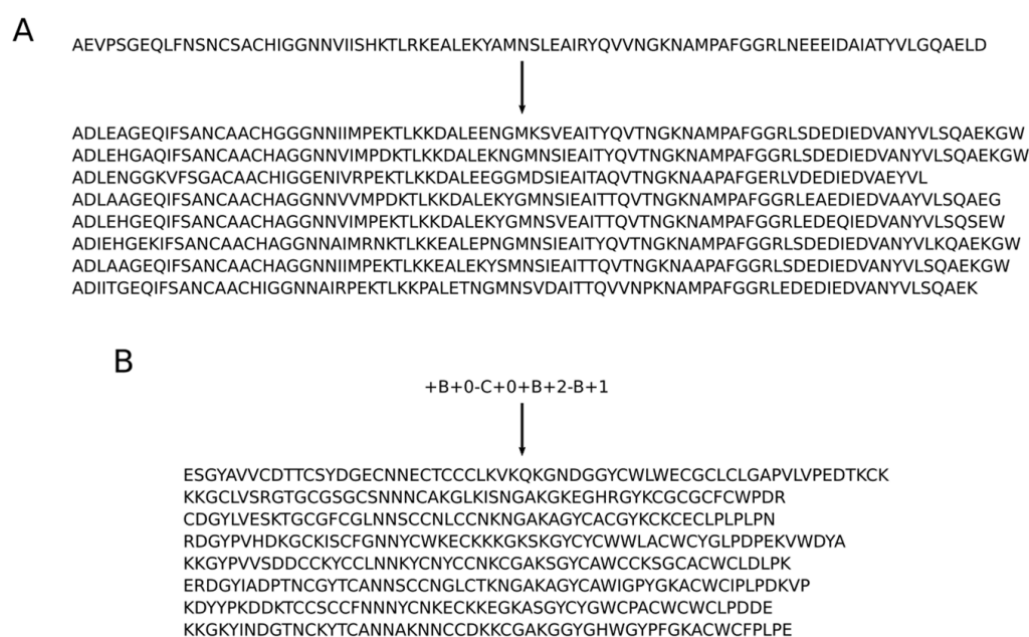 A
AEVPSGEQLFNSNCSACHIGGNNVIISHKTLRKEALEKYAMNSLEAIRYQVVNGKNAMPAFGGRLNEEEIDAIATYVLGQAELD
ADLEAGEQIFSANCAACHGGGNNIIMPEKTLKKDALEENGMKSVEAITYQVTNGKNAMPAFGGRLSDEDIEDVANYVLSQAEKGW
ADLEHGAQIFSANCAACHAGGNNVIMPDKTLKKDALEKNGMNSIEAITYQVTNGKNAMPAFGGRLSDEDIEDVANYVLSQAEKGW
ADLENGGKVFSGACAACHIGGENIVRPEKTLKKDALEEGGMDSIEAITAQVTNGKNAAPAFGERLVDEDIEDVAEYVL
ADLAAGEQIFSANCAACHAGGNNVVMPDKTLKKDALEKYGMNSIEAITTQVTNGKNAMPAFGGRLEAEDIEDVAAYVLSQAEG
ADLEHGEQIFSANCAACHAGGNNVIMPEKTLKKDALEKYGMNSVEAITTQVTNGKNAMPAFGGRLEDEQIEDVANYVLSQSEW
ADIEHGEKIFSANCAACHAGGNNAIMRNKTLKKEALEPNGMNSIEAITYQVTNGKNAMPAFGGRLSDEDIEDVANYVLKQAEKGW
ADLAAGEQIFSANCAACHAGGNNIIMPEKTLKKEALEKYSMNSIEAITTQVTNGKNAAPAFGGRLSDEDIEDVANYVLSQAEKGW
ADIITGEQIFSANCAACHIGGNNAIRPEKTLKKPALETNGMNSVDAITTQVVNPKNAMPAFGGRLEDEDIEDVANYVLSQAEK
B
+B+0-C+0+B+2-B+1
ESGYAVVCDTTCSYDGECNNECTCCCLKVKQKGNDGGYCWLWECGCLCLGAPVLVPEDTKCK
KKGCLVSRGTGCGSGCSNNNCAKGLKISNGAKGKEGHRGYKCGCGCFCWPDR
CDGYLVESKTGCGFCGLNNSCCNLCCNKNGAKAGYCACGYKCKCECLPLPLPN
RDGYPVHDKGCKISCFGNNYCWKECKKKGKSKGYCYCWWLACWCYGLPDPEKVWDYA
KKGYPVVSDDCCKYCCLNNKYCNYCCNKCGAKSGYCAWCCKSGCACWCLDLPK
ERDGYIADPTNCGYTCANNSCCNGLCTKNGAKAGYCAWIGPYGKACWCIPLPDKVP
KDYYPKDDKTCCSCCFNNNYCNKECKKEGKASGYCYGWCPACWCWCLPDDE
KKGKYINDGTNCKYTCANNAKNNCCDKKCGAKGGYGHWGYPFGKACWCFPLPE